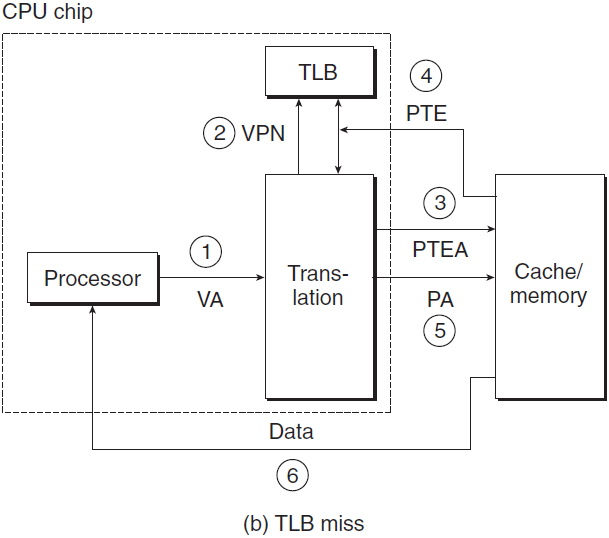 CPU chip
TLB
4
2 VPN
PTE
3
1
PTEA
Processor
Trans-
lation
Cache/
memory
VA
PA
5
Data
6
(b) TLB miss